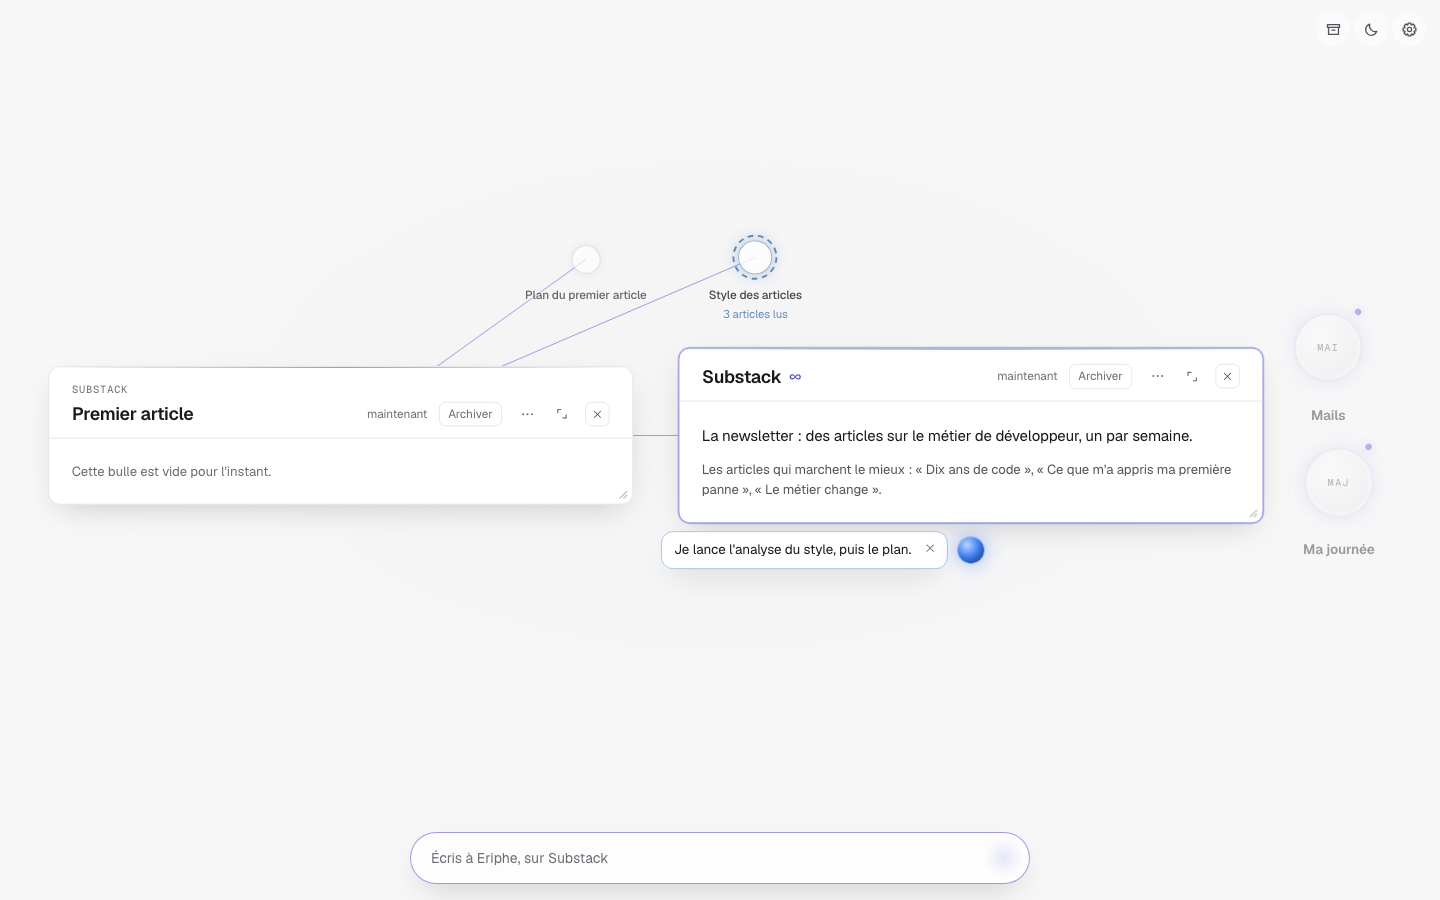 Plan du premier article
Style des articles
3 articles lus
SUBSTACK
Premier article
maintenant
Archiver
Cette bulle est vide pour l'instant.
Substack ∞
maintenant
Archiver
La newsletter : des articles sur le métier de développeur, un par semaine.
Les articles qui marchent le mieux : « Dix ans de code », « Ce que m'a appris ma première
panne », « Le métier change ».
Je lance l'analyse du style, puis le plan.
MAI
Mails
MAJ
Ma journée
Écris à Eriphe, sur Substack